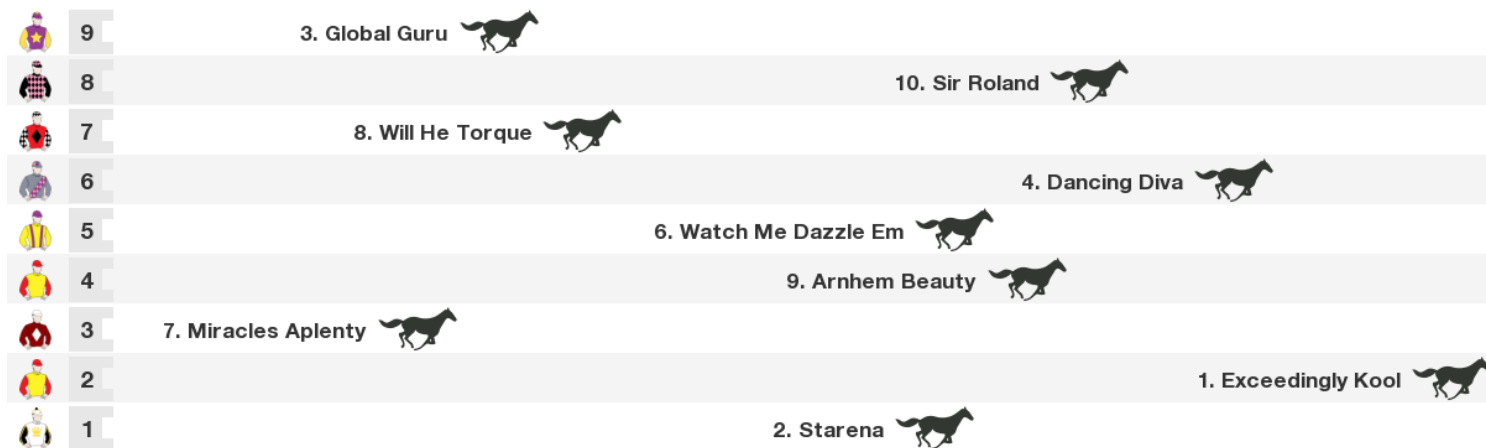 9 3. Global Guru
8 10. Sir Roland
7 8. Will He Torque
6 4. Dancing Diva
5 6. Watch Me Dazzle Em
4 9. Arnhem Beauty
3 7. Miracles Aplenty
2 1. Exceedingly Kool
1 2. Starena